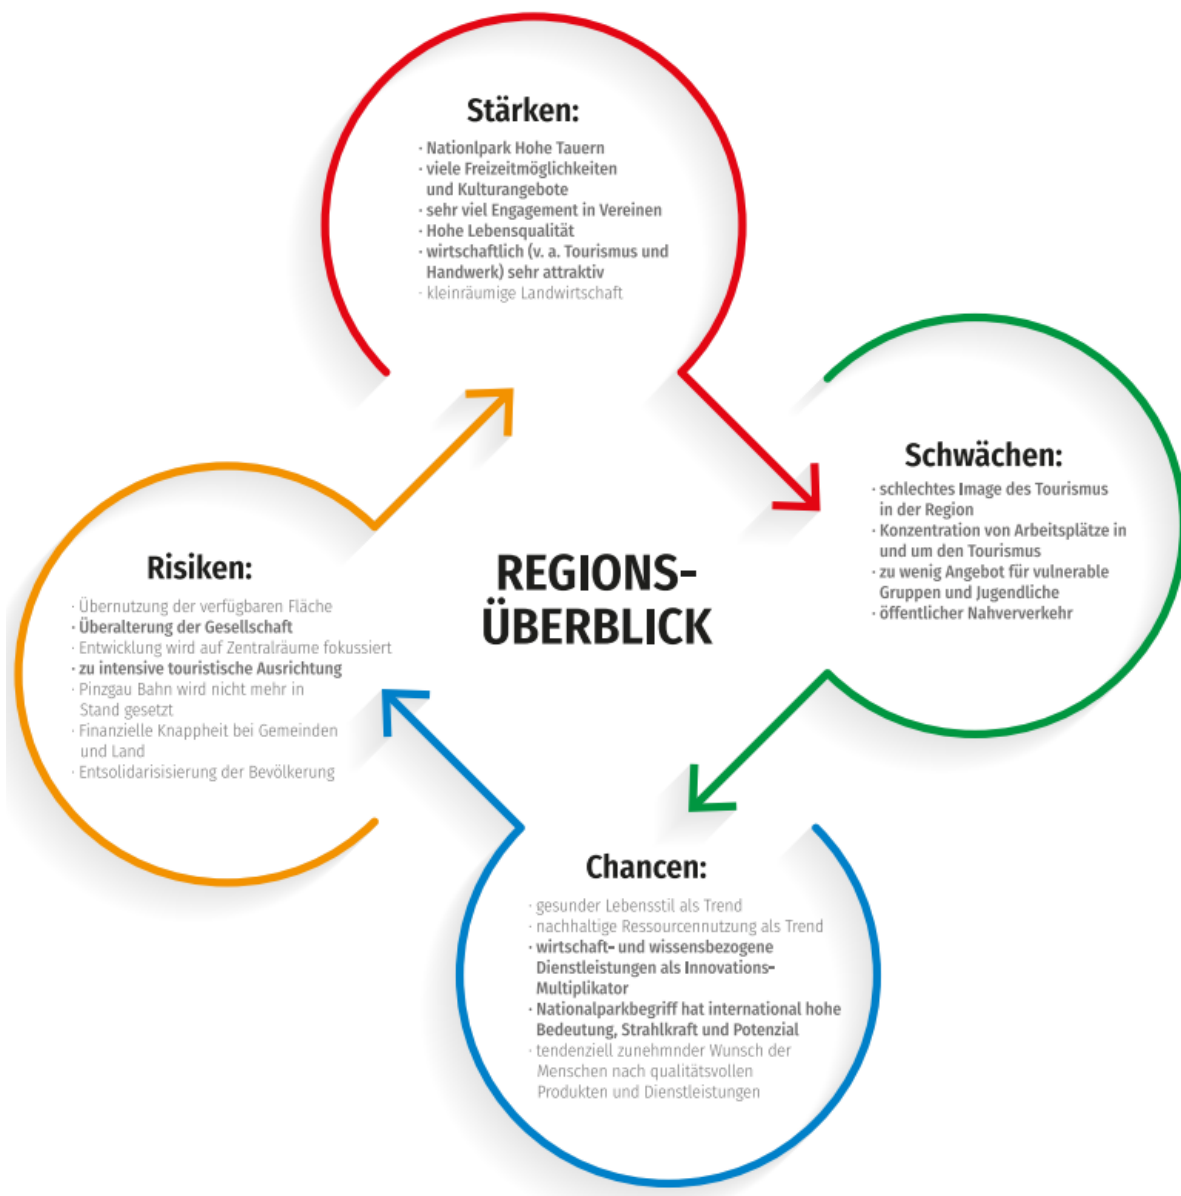 Stärken:
· Nationlpark Hohe Tauern
· viele Freizeitmöglichkeiten
und Kulturangebote
· sehr viel Engagement in Vereinen
· Hohe Lebensqualität
· wirtschaftlich (v. a. Tourismus und
Handwerk) sehr attraktiv
· kleinräumige Landwirtschaft
Schwächen:
· schlechtes Image des Tourismus
in der Region
· Konzentration von Arbeitsplätze in
und um den Tourismus
· zu wenig Angebot für vulnerable
Gruppen und Jugendliche
· öffentlicher Nahververkehr
REGIONS-
ÜBERBLICK
Risiken:
· Übernutzung der verfügbaren Fläche
· Überalterung der Gesellschaft
· Entwicklung wird auf Zentralräume fokussiert
· zu intensive touristische Ausrichtung
· Pinzgau Bahn wird nicht mehr in
Stand gesetzt
· Finanzielle Knappheit bei Gemeinden
und Land
· Entsolidarisisierung der Bevölkerung
Chancen:
· gesunder Lebensstil als Trend
· nachhaltige Ressourcennutzung als Trend
· wirtschaft- und wissensbezogene
Dienstleistungen als Innovations-
Multiplikator
· Nationalparkbegriff hat international hohe
Bedeutung, Strahlkraft und Potenzial
· tendenziell zunehmnder Wunsch der
Menschen nach qualitätsvollen
Produkten und Dienstleistungen